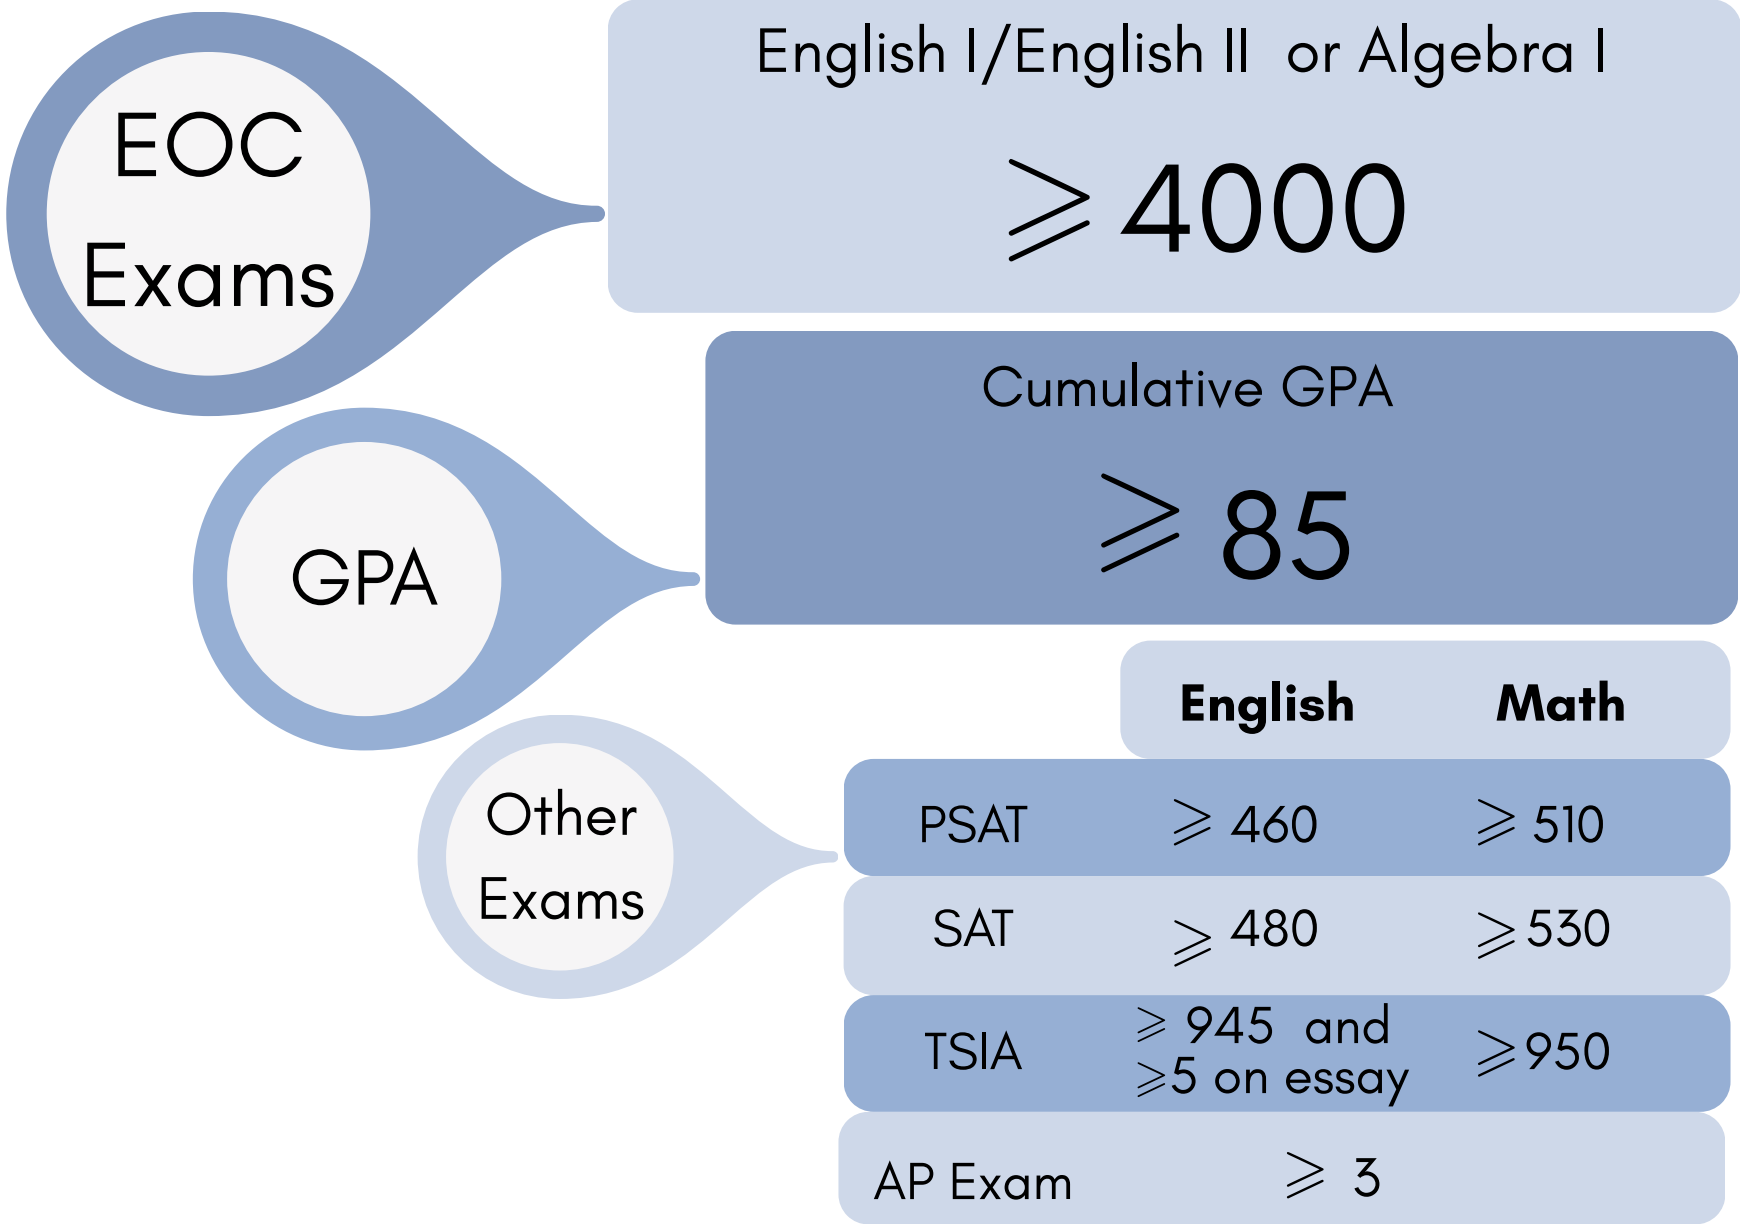 EOC
Exams
English I/English II or Algebra I
⩾ 4000
GPA
Cumulative GPA
⩾ 85
Other
Exams
English Math
PSAT ⩾ 460 ⩾ 510
SAT ⩾ 480 ⩾ 530
TSIA ⩾ 945 and
⩾5 on essay ⩾950
AP Exam ⩾ 3